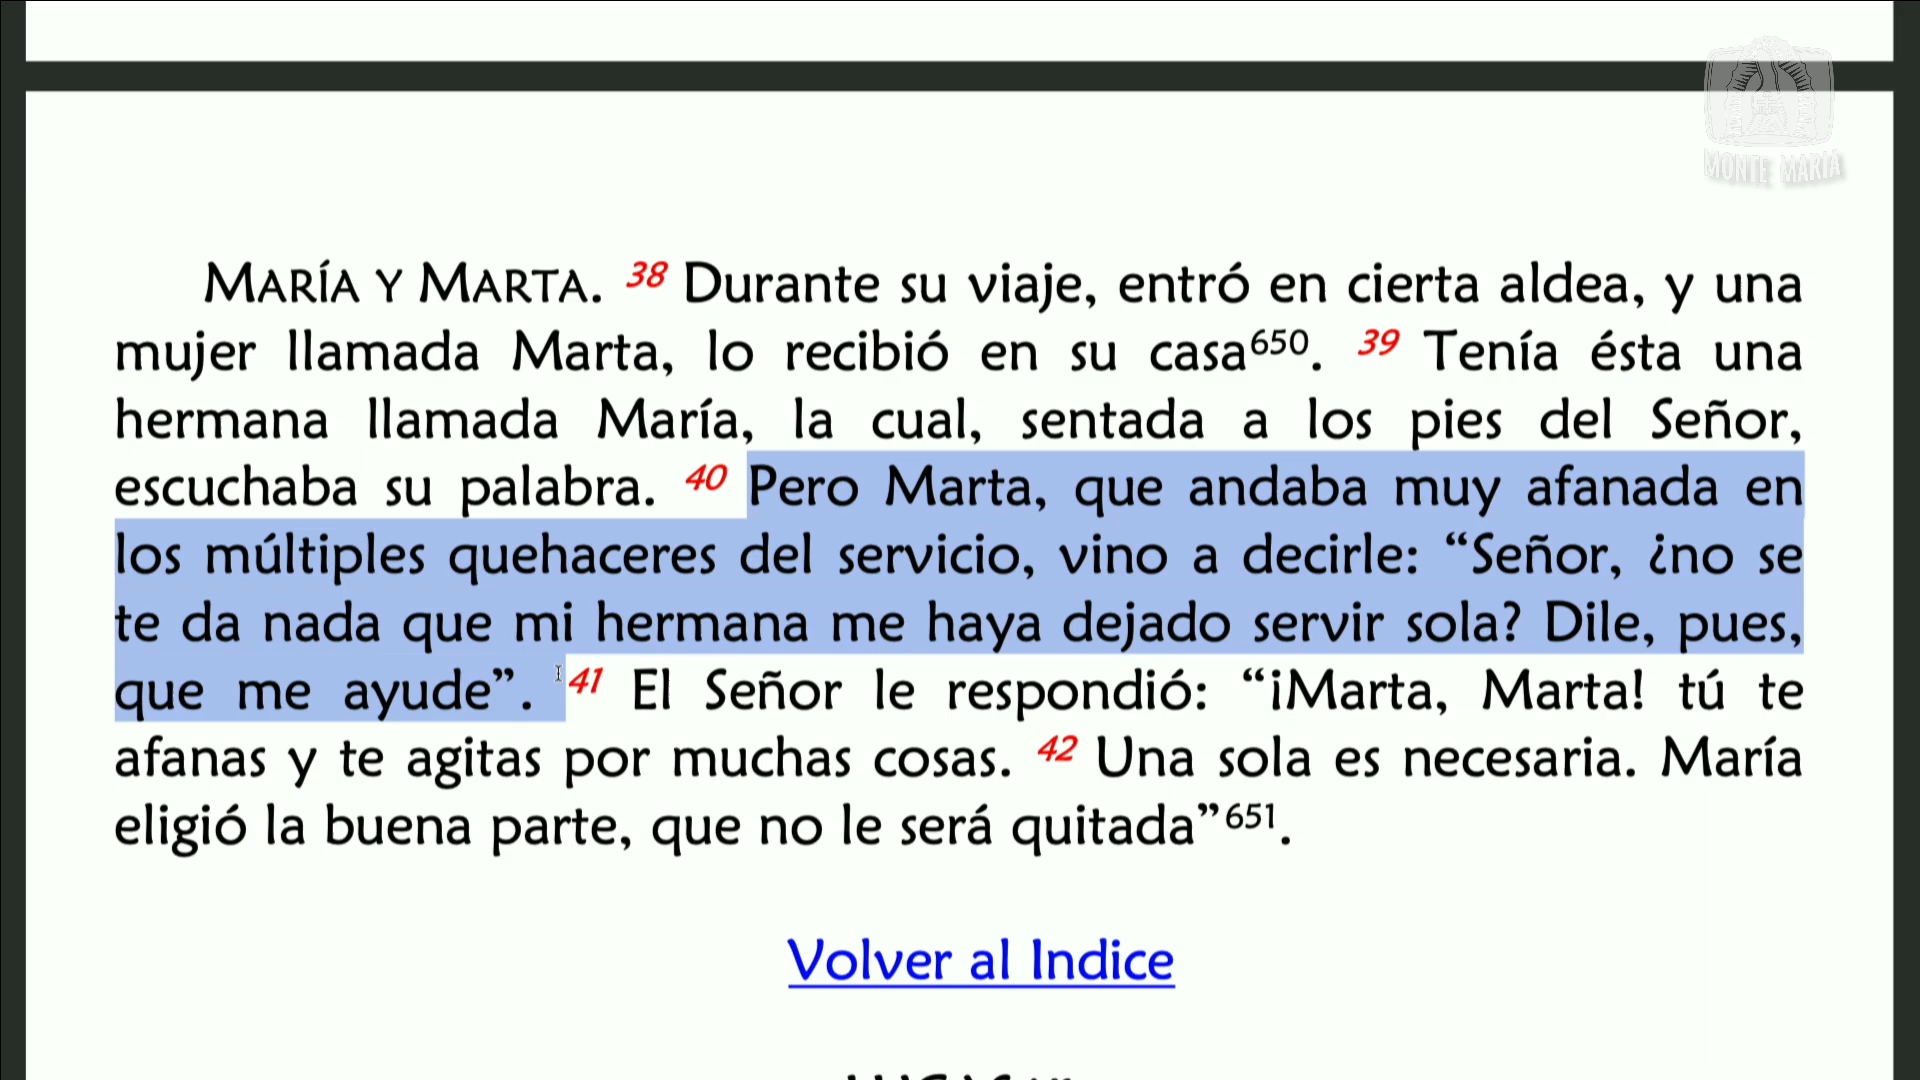 MONTE MARIA
MARÍA Y MARTA. 38 Durante su viaje, entró en cierta aldea, y una
mujer llamada Marta, lo recibió en su casa650. 39 Tenía ésta una
hermana llamada María, la cual, sentada a los pies del Señor,
escuchaba su palabra. 40 Pero Marta, que andaba muy afanada en
los múltiples quehaceres del servicio, vino a decirle: “Señor, ¿no se
te da nada que mi hermana me haya dejado servir sola? Dile, pues,
que me ayude”. 41 El Señor le respondió: “¡Marta, Marta! tú te
afanas y te agitas por muchas cosas. 42 Una sola es necesaria. María
eligió la buena parte, que no le será quitada”651.
Volver al Indice